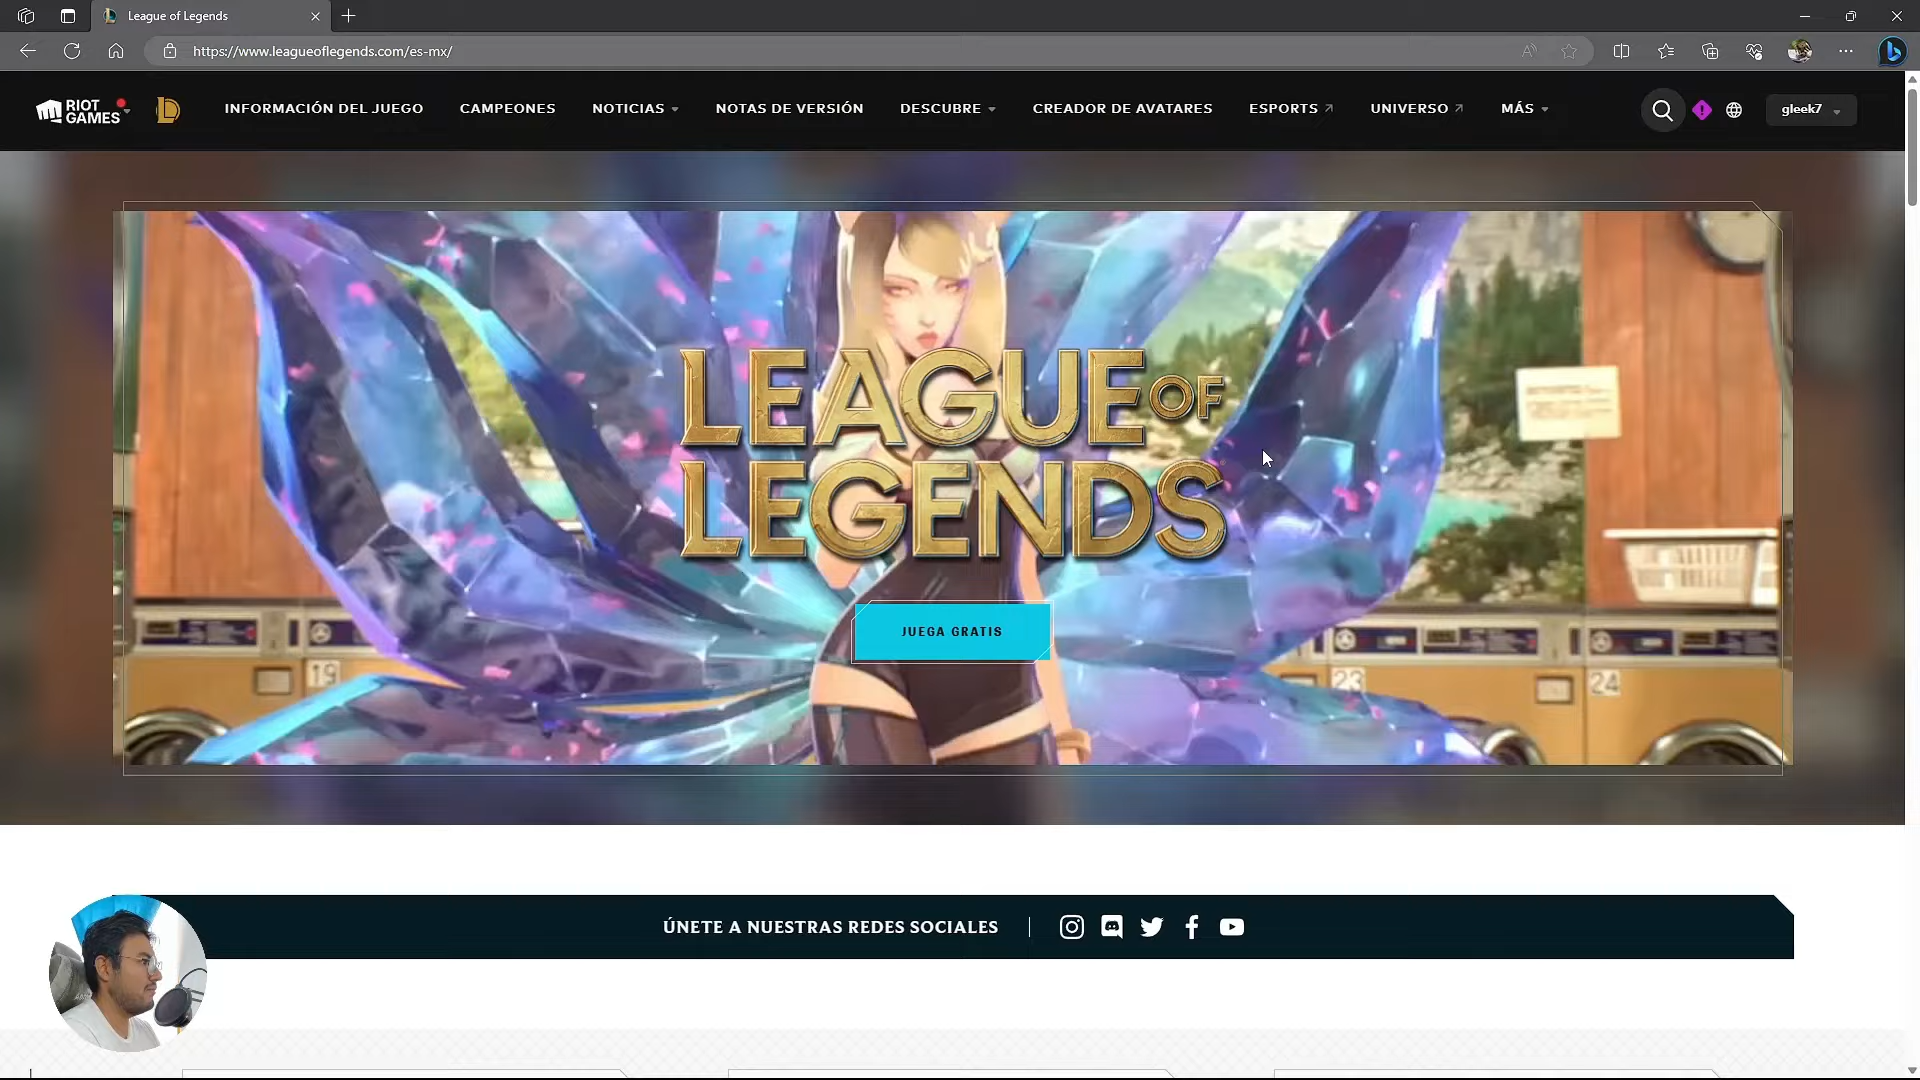 League of Legends
https://www.leagueoflegends.com/es-mx/
RIOT GAMES
INFORMACIÓN DEL JUEGO
CAMPEONES
NOTICIAS
NOTAS DE VERSIÓN
DESCUBRE
CREADOR DE AVATARES
ESPORTS
UNIVERSO
MÁS
gleek7
LEAGUE OF
LEGENDS
JUEGA GRATIS
19
23
24
ÚNETE A NUESTRAS REDES SOCIALES